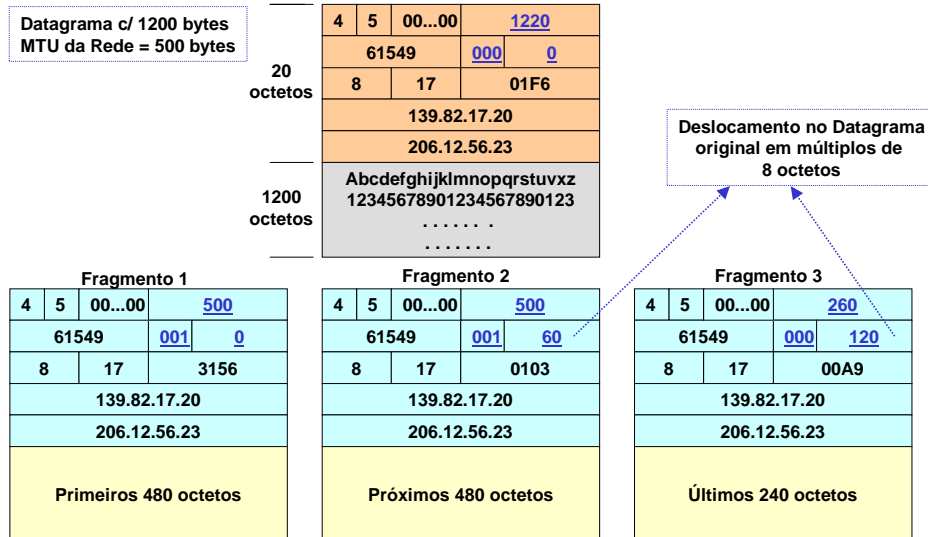 Datagrama c/ 1200 bytes
MTU da Rede = 500 bytes
20
octetos
4 5 00...00 1220
61549 000 0
8 17 01F6
139.82.17.20
206.12.56.23
1200
octetos
Abcdefghijklmnopqrstuvxz
12345678901234567890123
. . . . . . .
. . . . . . .
Deslocamento no Datagrama
original em múltiplos de
8 octetos
Fragmento 1
4 5 00...00 500
61549 001 0
8 17 3156
139.82.17.20
206.12.56.23
Primeiros 480 octetos
Fragmento 2
4 5 00...00 500
61549 001 60
8 17 0103
139.82.17.20
206.12.56.23
Próximos 480 octetos
Fragmento 3
4 5 00...00 260
61549 000 120
8 17 00A9
139.82.17.20
206.12.56.23
Últimos 240 octetos